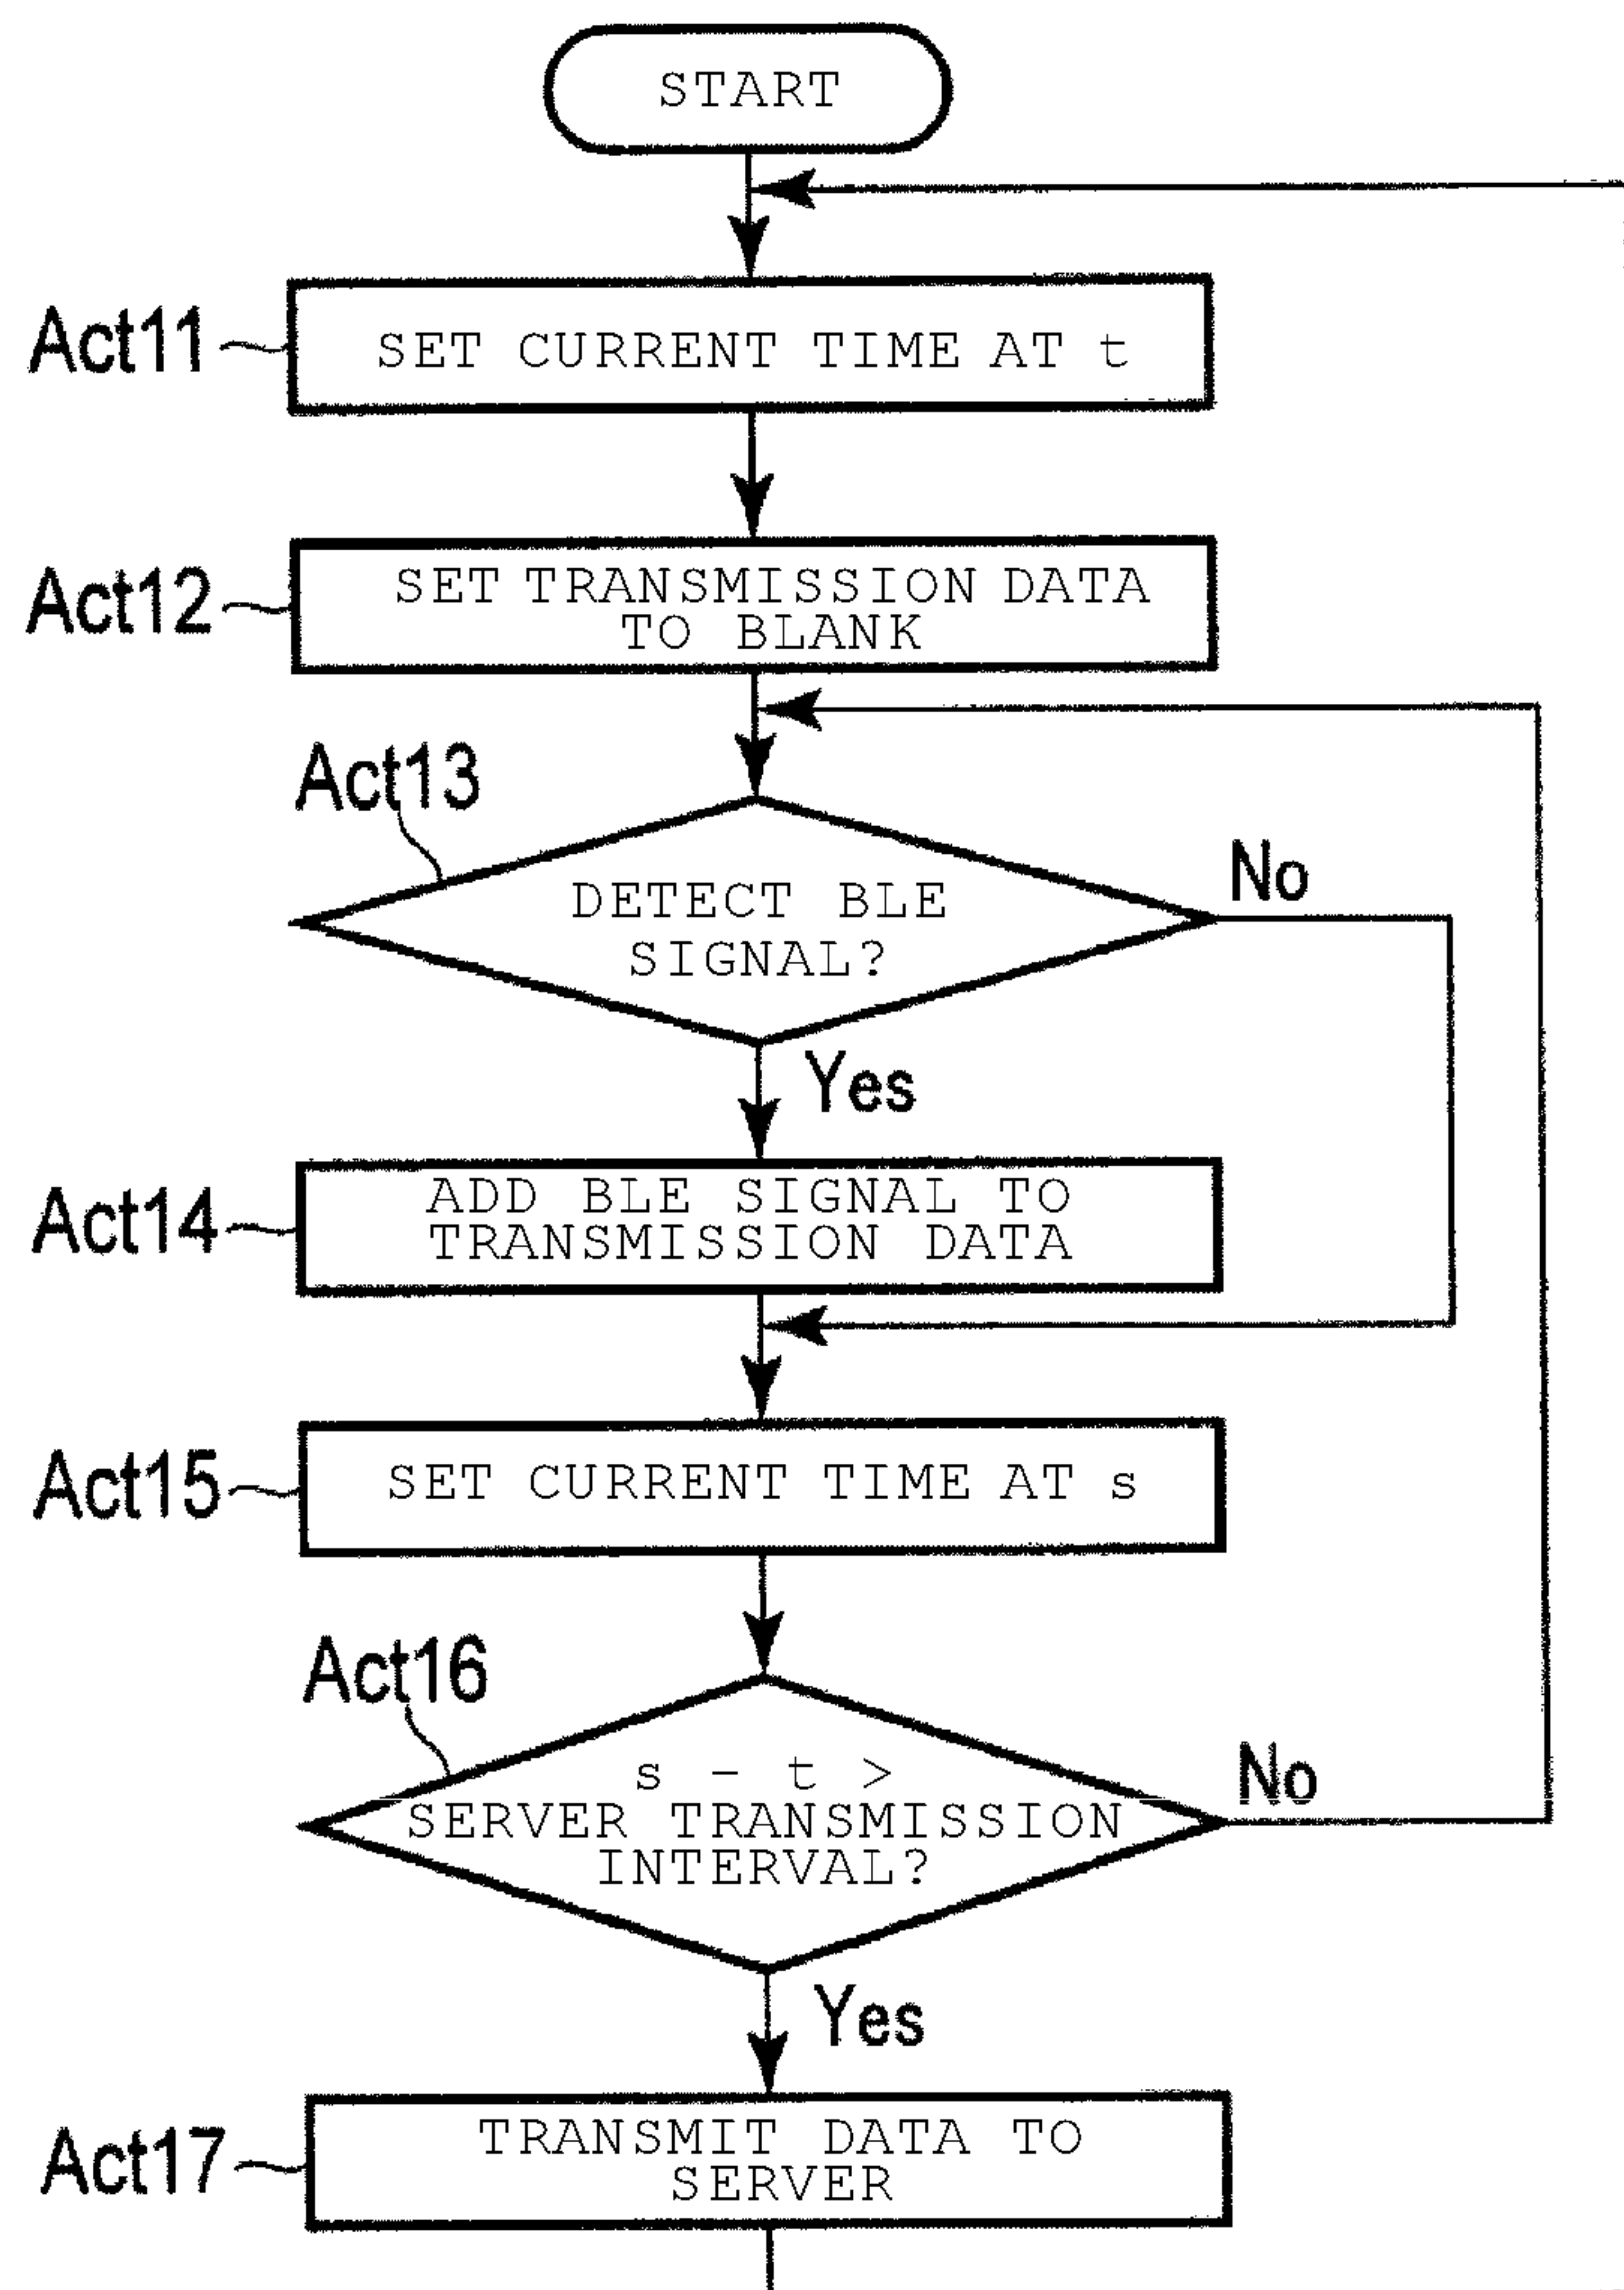 START
Act11
SET CURRENT TIME AT t
Act12
SET TRANSMISSION DATA
TO BLANK
Act13
DETECT BLE
SIGNAL?
No
Yes
Act14
ADD BLE SIGNAL TO
TRANSMISSION DATA
Act15
SET CURRENT TIME AT s
Act16
s - t >
SERVER TRANSMISSION
INTERVAL?
No
Yes
Act17
TRANSMIT DATA TO
SERVER